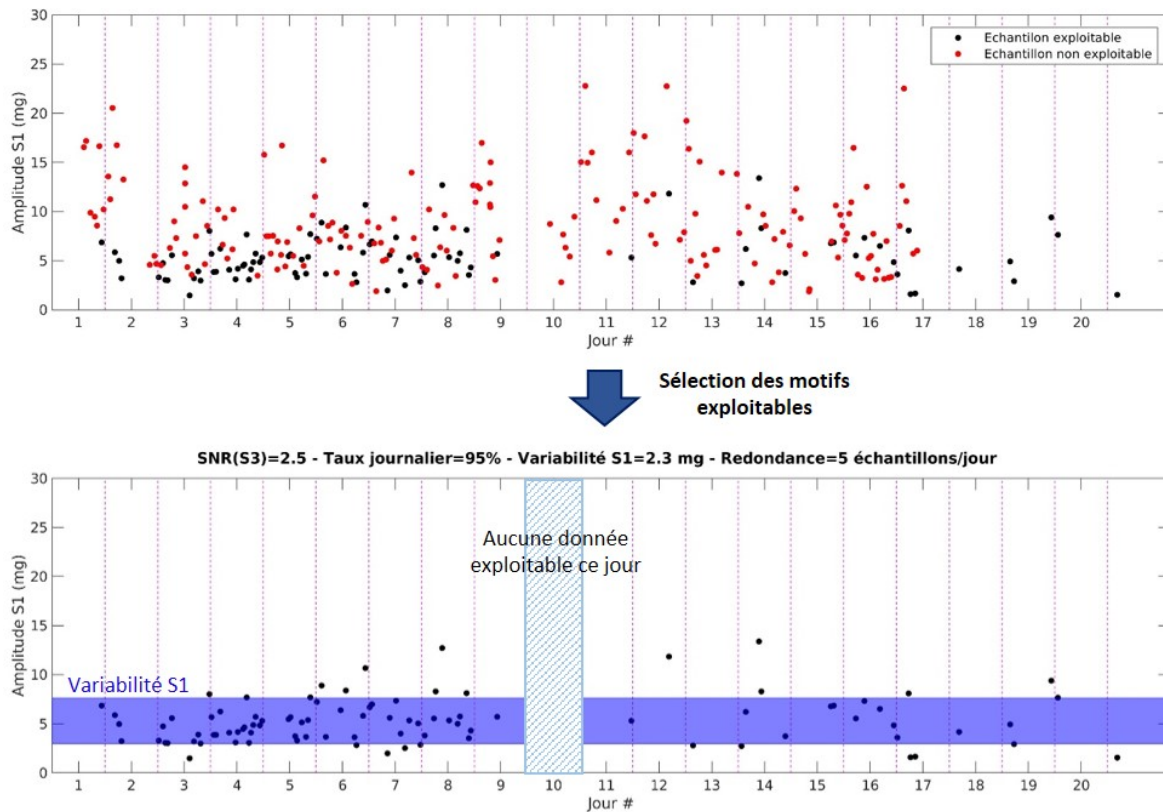 Echantilon exploitable
Echantillon non exploitable
Amplitude S1 (mg)
30
25
20
15
10
5
0
1 2 3 4 5 6 7 8 9 10 11 12 13 14 15 16 17 18 19 20
Jour #
Sélection des motifs
exploitables
SNR(S3)=2.5 - Taux journalier=95% - Variabilité S1=2.3 mg - Redondance=5 échantillons/jour
Amplitude S1 (mg)
30
25
20
15
10
5
0
Aucune donnée
exploitable ce jour
Variabilité S1
1 2 3 4 5 6 7 8 9 10 11 12 13 14 15 16 17 18 19 20
Jour #